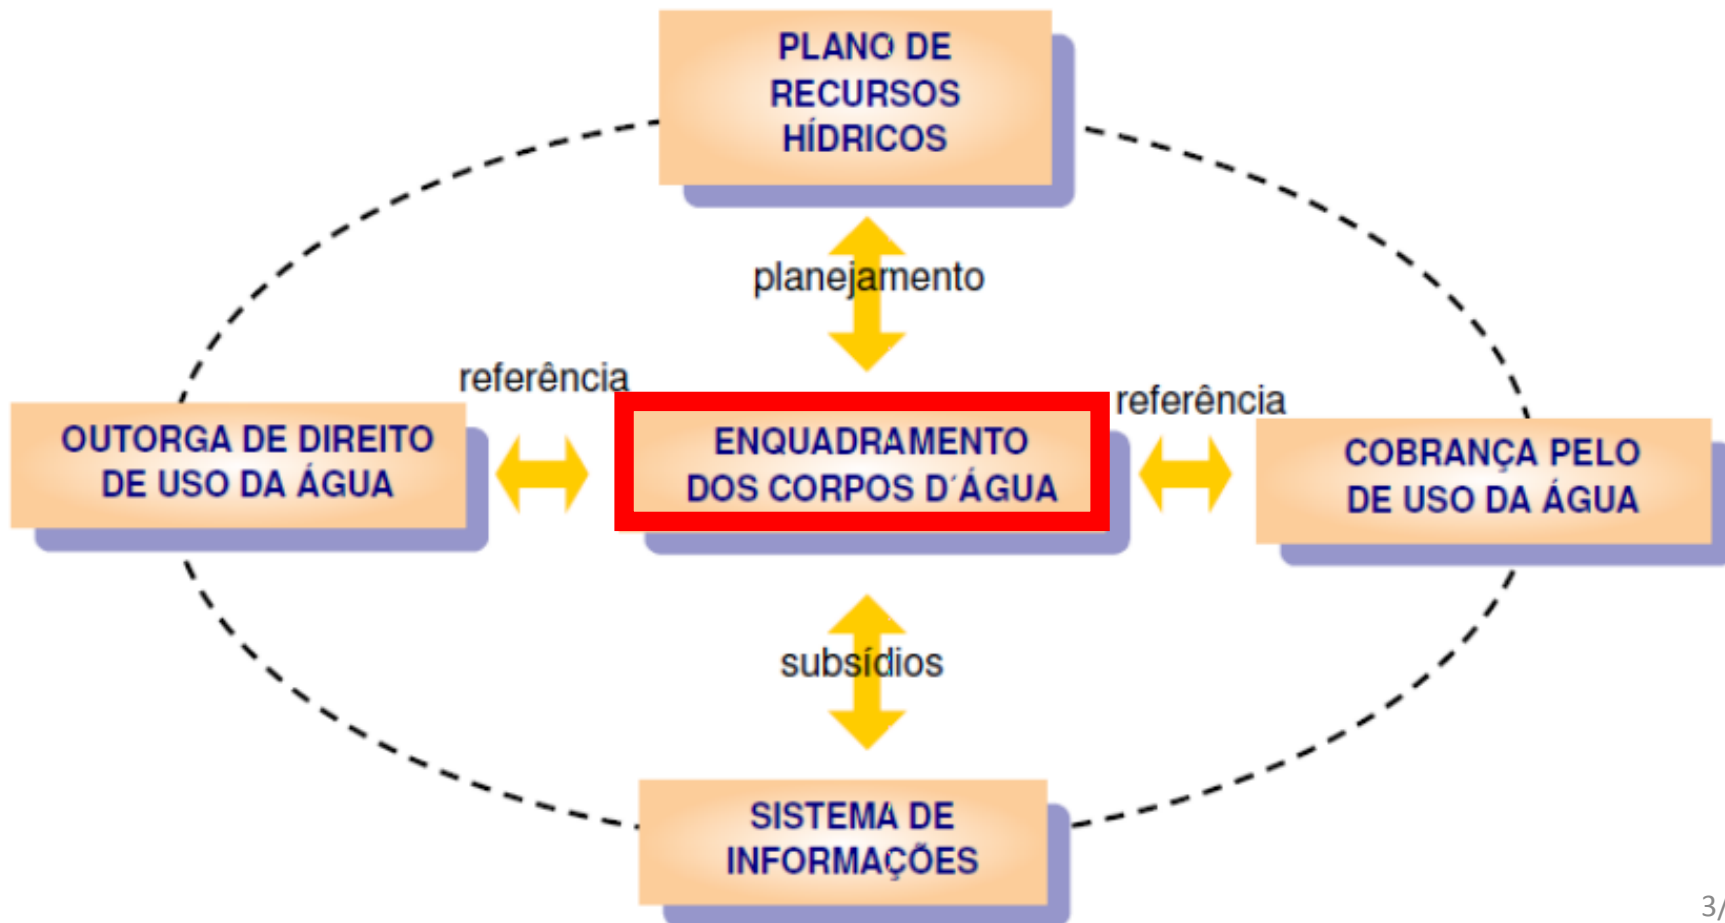 PLANO DE
RECURSOS
HÍDRICOS
planejamento
referência
referência
OUTORGA DE DIREITO
DE USO DA ÁGUA
ENQUADRAMENTO
DOS CORPOS D´ÁGUA
COBRANÇA PELO
DE USO DA ÁGUA
subsídios
SISTEMA DE
INFORMAÇÕES
3/